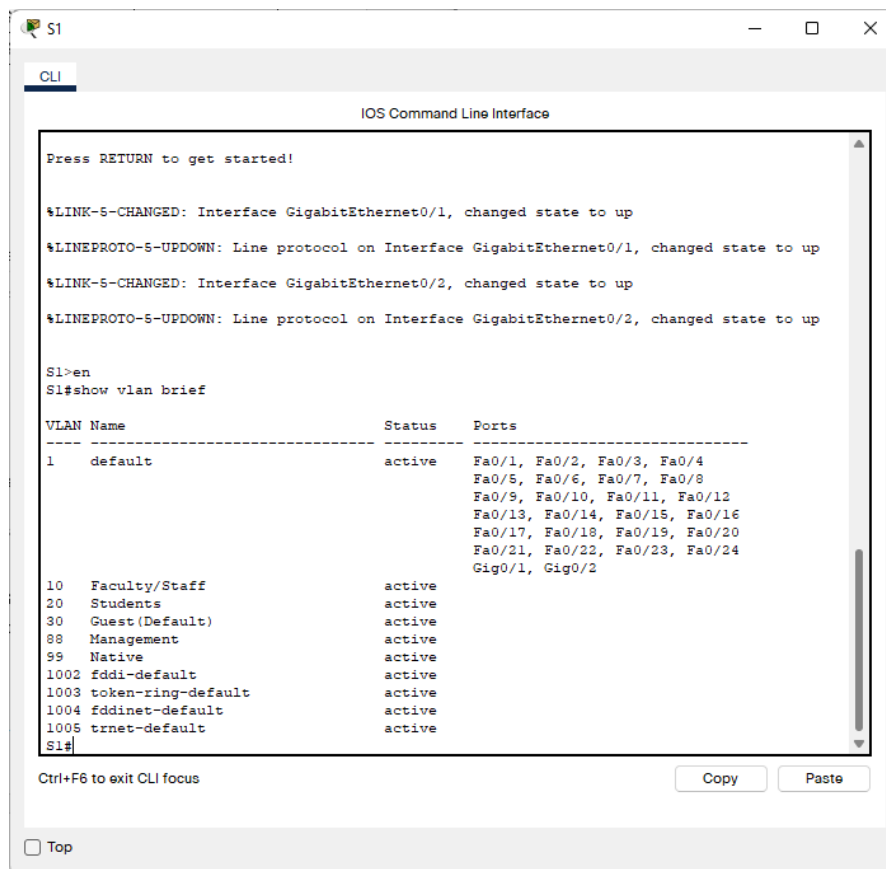 S1
CLI
IOS Command Line Interface
Press RETURN to get started!
%LINK-5-CHANGED: Interface GigabitEthernet0/1, changed state to up
%LINEPROTO-5-UPDOWN: Line protocol on Interface GigabitEthernet0/1, changed state to up
%LINK-5-CHANGED: Interface GigabitEthernet0/2, changed state to up
%LINEPROTO-5-UPDOWN: Line protocol on Interface GigabitEthernet0/2, changed state to up
S1>en
S1#show vlan brief
VLAN Name                             Status    Ports
---- -------------------------------- --------- -------------------------------
1    default                          active    Fa0/1, Fa0/2, Fa0/3, Fa0/4
                                                Fa0/5, Fa0/6, Fa0/7, Fa0/8
                                                Fa0/9, Fa0/10, Fa0/11, Fa0/12
                                                Fa0/13, Fa0/14, Fa0/15, Fa0/16
                                                Fa0/17, Fa0/18, Fa0/19, Fa0/20
                                                Fa0/21, Fa0/22, Fa0/23, Fa0/24
                                                Gig0/1, Gig0/2
10   Faculty/Staff                    active
20   Students                         active
30   Guest(Default)                   active
88   Management                       active
99   Native                           active
1002 fddi-default                     active
1003 token-ring-default               active
1004 fddinet-default                  active
1005 trnet-default                    active
S1#
Ctrl+F6 to exit CLI focus
Copy
Paste
Top